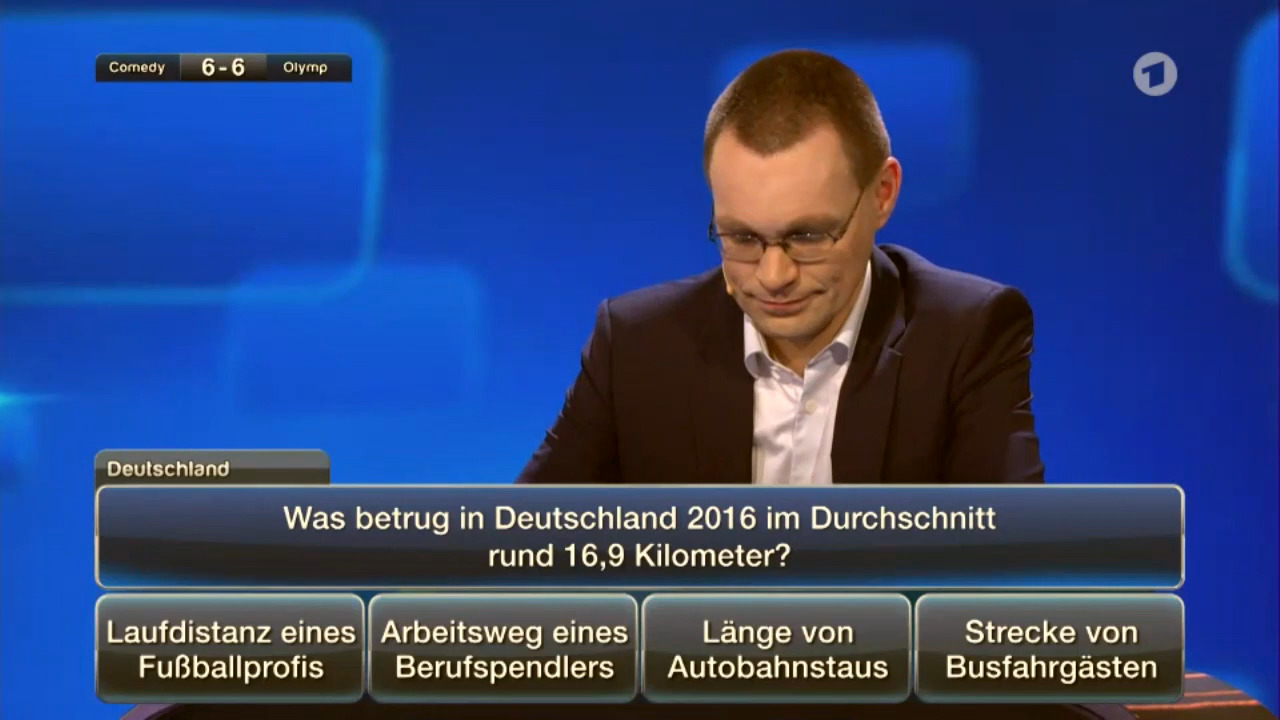 Comedy 6-6 Olymp
1
Deutschland
Was betrug in Deutschland 2016 im Durchschnitt
rund 16,9 Kilometer?
Laufdistanz eines
Fußballprofis
Arbeitsweg eines
Berufspendlers
Länge von
Autobahnstaus
Strecke von
Busfahrgästen